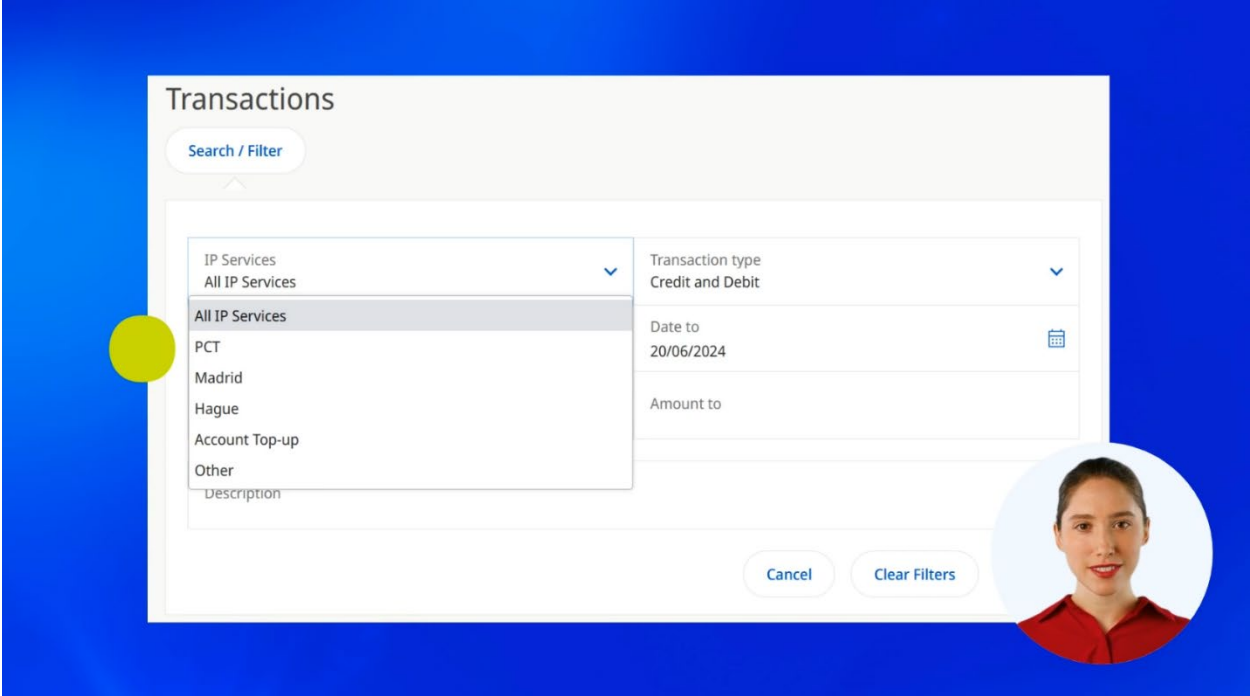 Transactions
Search / Filter
IP Services
All IP Services
Transaction type
Credit and Debit
All IP Services
PCT
Madrid
Hague
Account Top-up
Other
Date to
20/06/2024
Amount to
Description
Cancel
Clear Filters